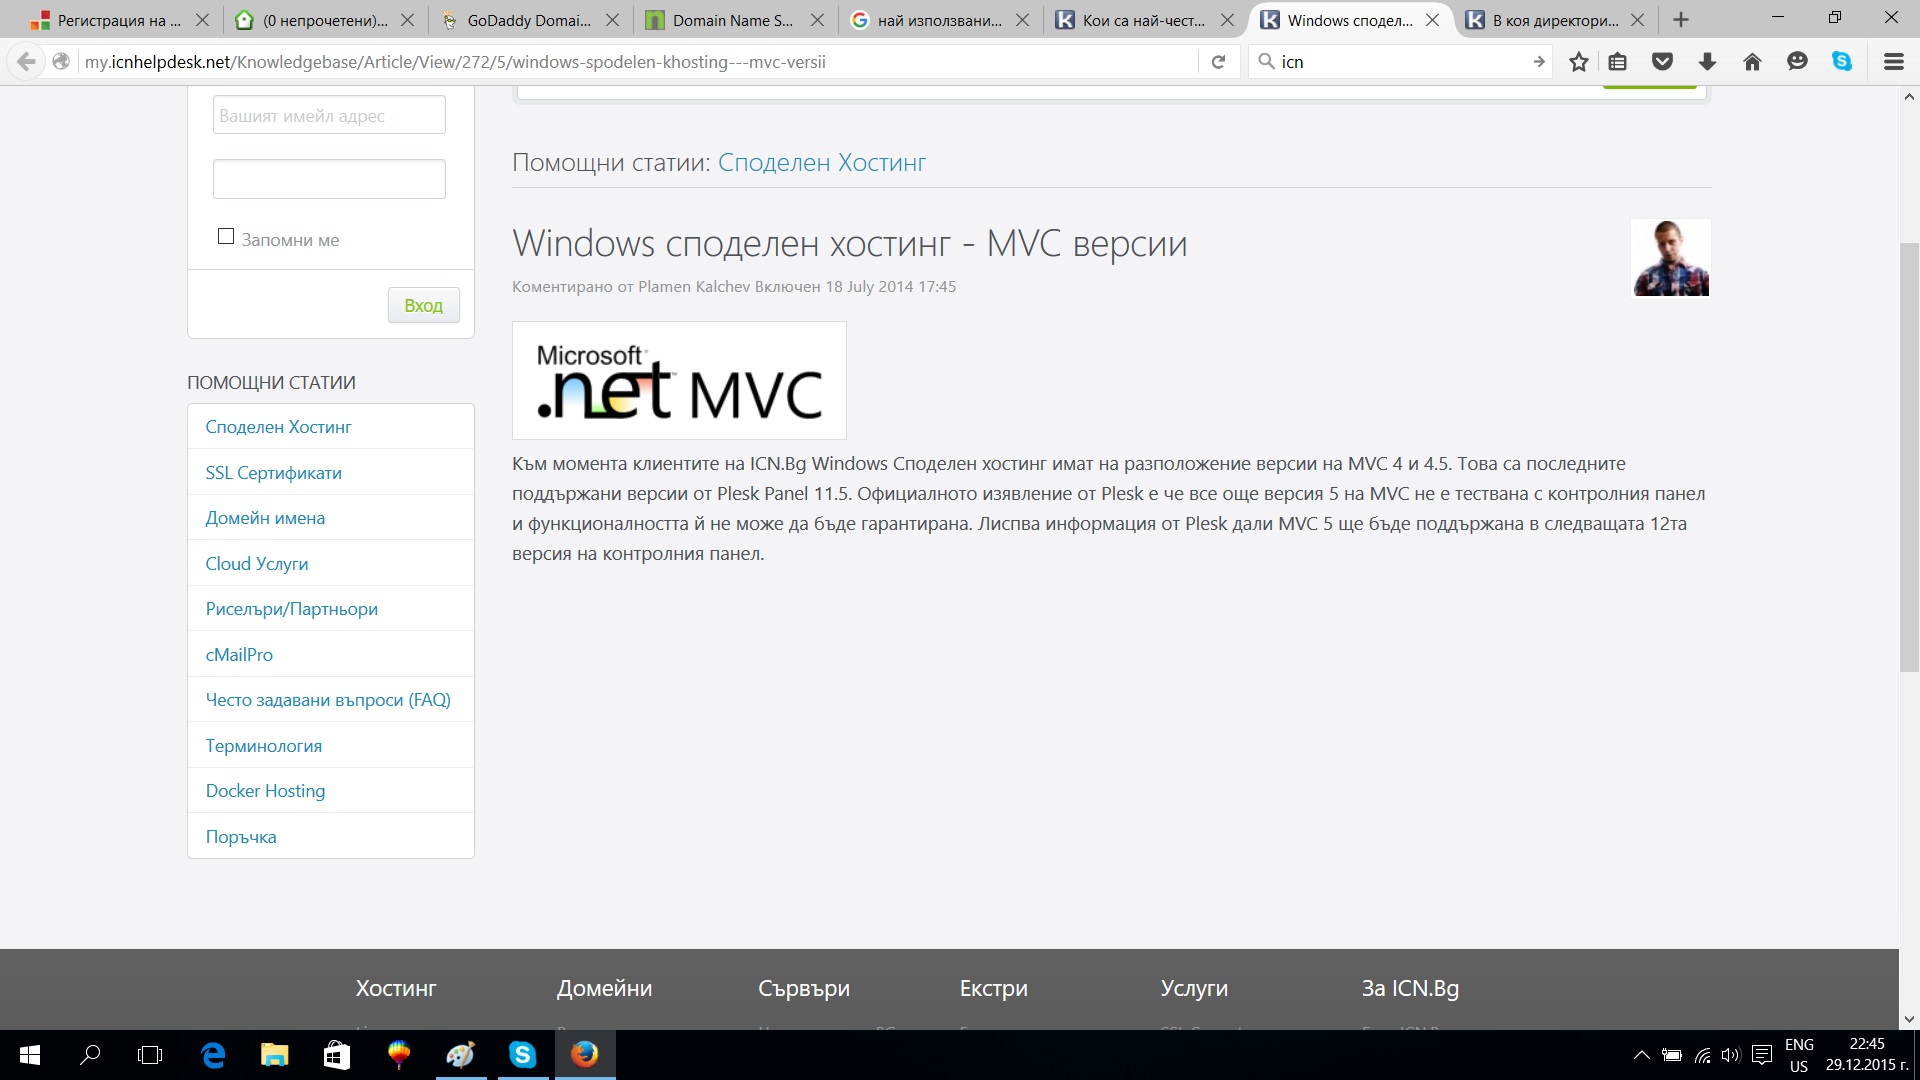 Регистрация на ...
(0 непрочетени)...
GoDaddy Domai...
Domain Name S...
най използвани...
Кои са най-чест...
Windows сподел...
В коя директори...
my.icnhelpdesk.net/Knowledgebase/Article/View/272/5/windows-spodelen-khosting---mvc-versii
icn
Вашият имейл адрес
Запомни ме
Вход
ПОМОЩНИ СТАТИИ
Споделен Хостинг
SSL Сертификати
Домейн имена
Cloud Услуги
Риселъри/Партньори
cMailPro
Често задавани въпроси (FAQ)
Терминология
Docker Hosting
Поръчка
Помощни статии: Споделен Хостинг
Windows споделен хостинг - MVC версии
Коментирано от Plamen Kalchev Включен 18 July 2014 17:45
Microsoft
.net MVC
Към момента клиентите на ICN.Bg Windows Споделен хостинг имат на разположение версии на MVC 4 и 4.5. Това са последните
поддържани версии от Plesk Panel 11.5. Официалното изявление от Plesk е че все още версия 5 на MVC не е тествана с контролния панел
и функционалността й не може да бъде гарантирана. Лиспва информация от Plesk дали MVC 5 ще бъде поддържана в следващата 12та
версия на контролния панел.
Хостинг
Домейни
Сървъри
Екстри
Услуги
За ICN.Bg
ENG
US
22:45
29.12.2015 г.